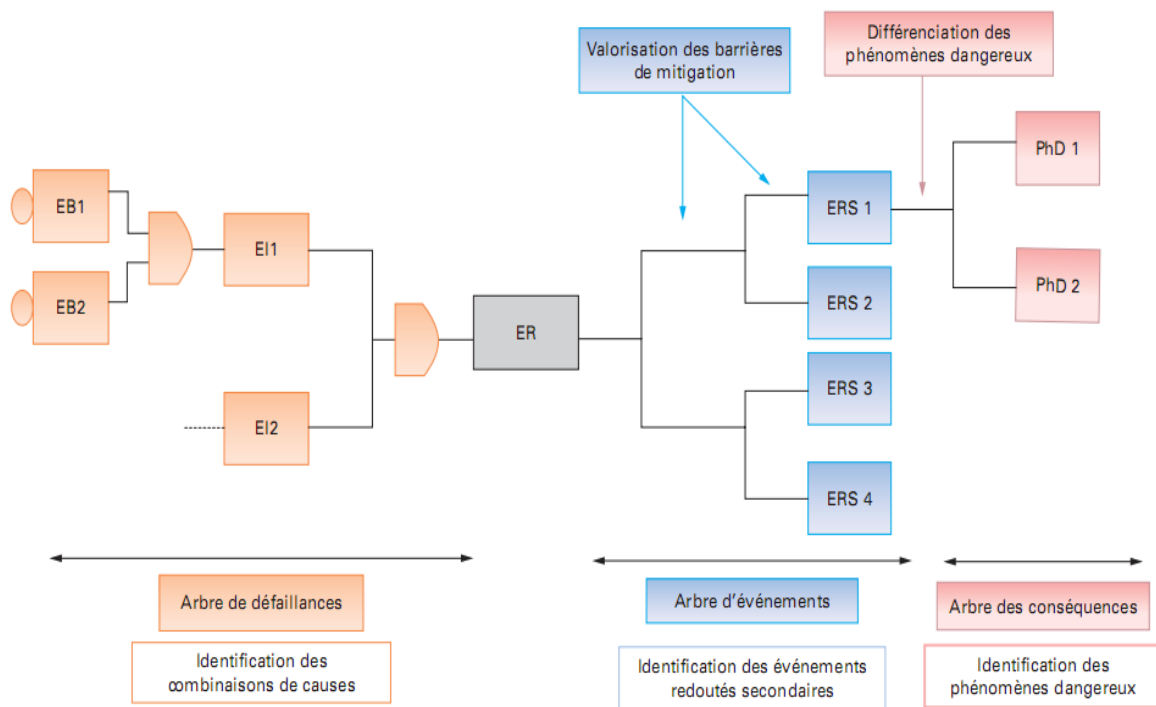 Valorisation des barrières
de mitigation
Différenciation des
phénomènes dangereux
EB1
EB2
EI1
EI2
ER
ERS 1
ERS 2
ERS 3
ERS 4
PhD 1
PhD 2
Arbre de défaillances
Identification des
combinaisons de causes
Arbre d'événements
Identification des événements
redoutés secondaires
Arbre des conséquences
Identification des
phénomènes dangereux